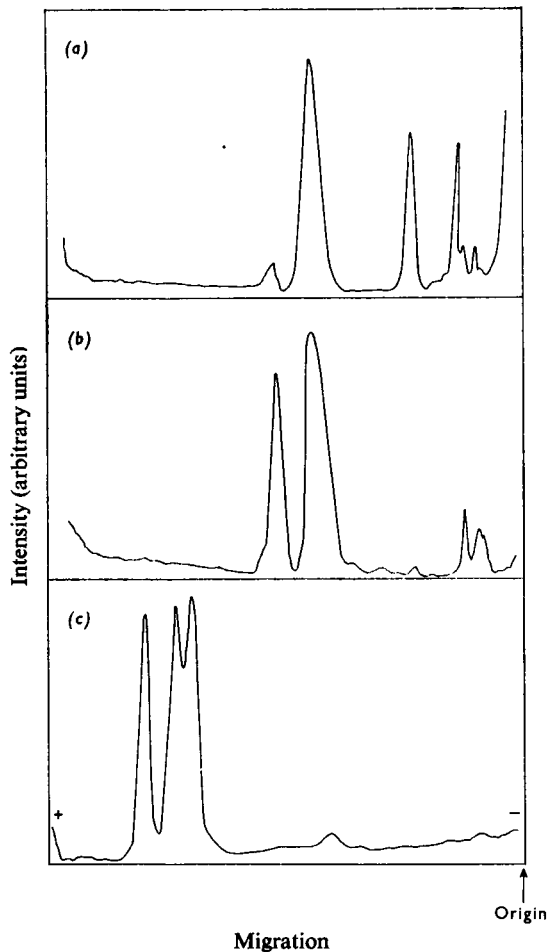 (a)
(b)
Intensity (arbitrary units)
(c)
+
−
Origin
Migration